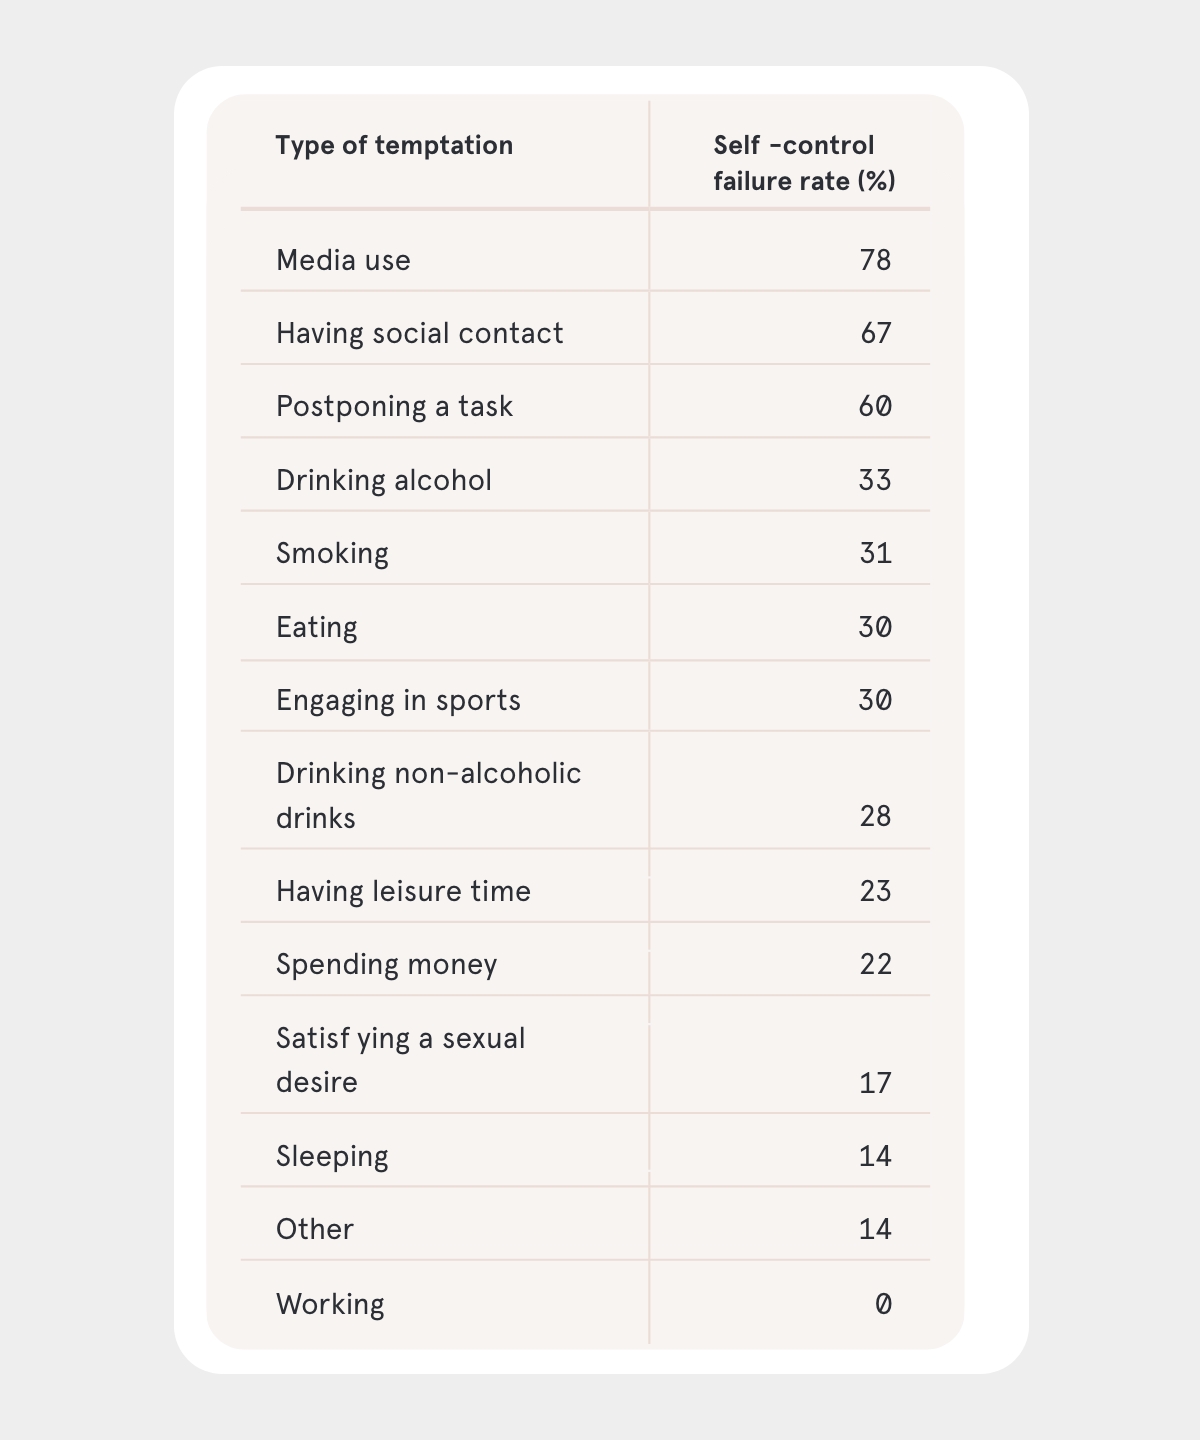 Type of temptation
Self -control
failure rate (%)
Media use 78
Having social contact 67
Postponing a task 60
Drinking alcohol 33
Smoking 31
Eating 30
Engaging in sports 30
Drinking non-alcoholic
drinks 28
Having leisure time 23
Spending money 22
Satisf ying a sexual
desire 17
Sleeping 14
Other 14
Working 0